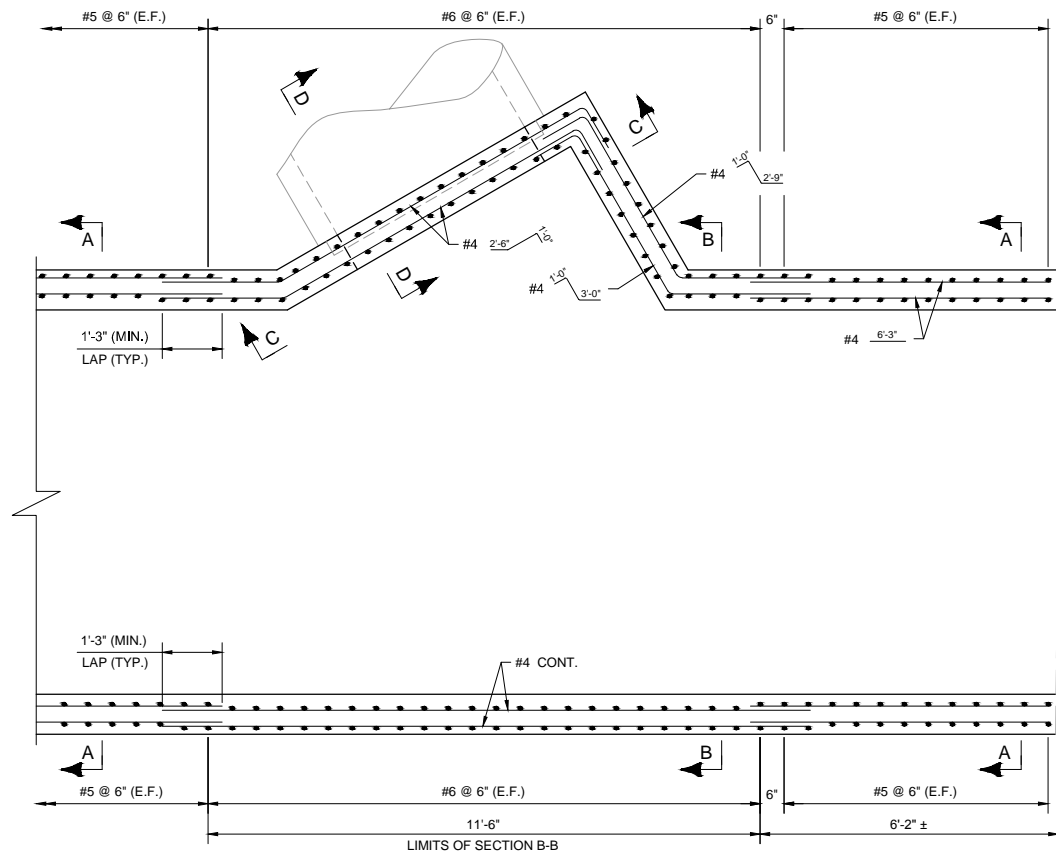 #5 @ 6" (E.F.)
#6 @ 6" (E.F.)
6"
#5 @ 6" (E.F.)
D
C
#4
1'-0"
2'-9"
A
B
A
#4
2'-6"
1'-0"
D
#4
1'-0"
3'-0"
C
1'-3" (MIN.)
LAP (TYP.)
#4
6'-3"
1'-3" (MIN.)
LAP (TYP.)
#4 CONT.
A
B
A
#5 @ 6" (E.F.)
#6 @ 6" (E.F.)
6"
#5 @ 6" (E.F.)
11'-6"
6'-2" ±
LIMITS OF SECTION B-B